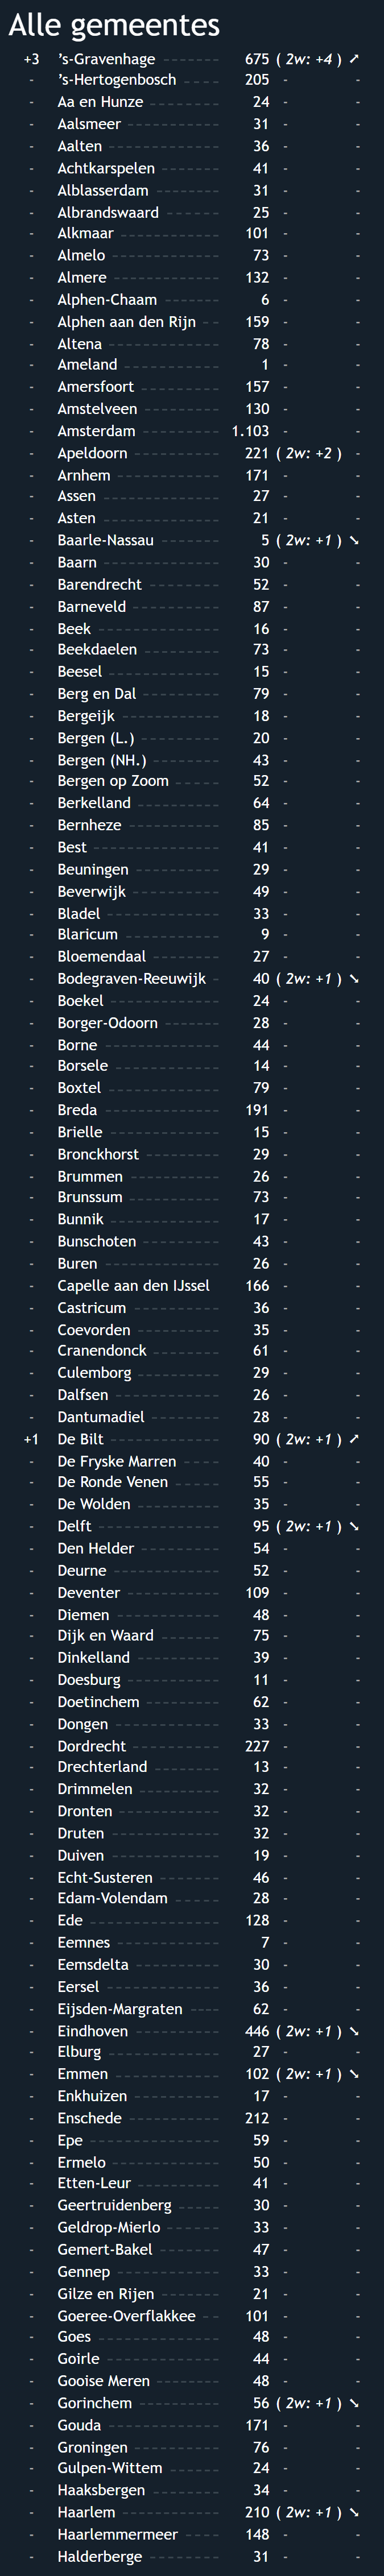 Alle gemeentes
+3 ’s-Gravenhage 675 ( 2w: +4 ) ➚
- ’s-Hertogenbosch 205 - -
- Aa en Hunze 24 - -
- Aalsmeer 31 - -
- Aalten 36 - -
- Achtkarspelen 41 - -
- Alblasserdam 31 - -
- Albrandswaard 25 - -
- Alkmaar 101 - -
- Almelo 73 - -
- Almere 132 - -
- Alphen-Chaam 6 - -
- Alphen aan den Rijn 159 - -
- Altena 78 - -
- Ameland 1 - -
- Amersfoort 157 - -
- Amstelveen 130 - -
- Amsterdam 1.103 - -
- Apeldoorn 221 ( 2w: +2 ) -
- Arnhem 171 - -
- Assen 27 - -
- Asten 21 - -
- Baarle-Nassau 5 ( 2w: +1 ) ➘
- Baarn 30 - -
- Barendrecht 52 - -
- Barneveld 87 - -
- Beek 16 - -
- Beekdaelen 73 - -
- Beesel 15 - -
- Berg en Dal 79 - -
- Bergeijk 18 - -
- Bergen (L.) 20 - -
- Bergen (NH.) 43 - -
- Bergen op Zoom 52 - -
- Berkelland 64 - -
- Bernheze 85 - -
- Best 41 - -
- Beuningen 29 - -
- Beverwijk 49 - -
- Bladel 33 - -
- Blaricum 9 - -
- Bloemendaal 27 - -
- Bodegraven-Reeuwijk 40 ( 2w: +1 ) ➘
- Boekel 24 - -
- Borger-Odoorn 28 - -
- Borne 44 - -
- Borsele 14 - -
- Boxtel 79 - -
- Breda 191 - -
- Brielle 15 - -
- Bronckhorst 29 - -
- Brummen 26 - -
- Brunssum 73 - -
- Bunnik 17 - -
- Bunschoten 43 - -
- Buren 26 - -
- Capelle aan den IJssel 166 - -
- Castricum 36 - -
- Coevorden 35 - -
- Cranendonck 61 - -
- Culemborg 29 - -
- Dalfsen 26 - -
- Dantumadiel 28 - -
+1 De Bilt 90 ( 2w: +1 ) ➚
- De Fryske Marren 40 - -
- De Ronde Venen 55 - -
- De Wolden 35 - -
- Delft 95 ( 2w: +1 ) ➘
- Den Helder 54 - -
- Deurne 52 - -
- Deventer 109 - -
- Diemen 48 - -
- Dijk en Waard 75 - -
- Dinkelland 39 - -
- Doesburg 11 - -
- Doetinchem 62 - -
- Dongen 33 - -
- Dordrecht 227 - -
- Drechterland 13 - -
- Drimmelen 32 - -
- Dronten 32 - -
- Druten 32 - -
- Duiven 19 - -
- Echt-Susteren 46 - -
- Edam-Volendam 28 - -
- Ede 128 - -
- Eemnes 7 - -
- Eemsdelta 30 - -
- Eersel 36 - -
- Eijsden-Margraten 62 - -
- Eindhoven 446 ( 2w: +1 ) ➘
- Elburg 27 - -
- Emmen 102 ( 2w: +1 ) ➘
- Enkhuizen 17 - -
- Enschede 212 - -
- Epe 59 - -
- Ermelo 50 - -
- Etten-Leur 41 - -
- Geertruidenberg 30 - -
- Geldrop-Mierlo 33 - -
- Gemert-Bakel 47 - -
- Gennep 33 - -
- Gilze en Rijen 21 - -
- Goeree-Overflakkee 101 - -
- Goes 48 - -
- Goirle 44 - -
- Gooise Meren 48 - -
- Gorinchem 56 ( 2w: +1 ) ➘
- Gouda 171 - -
- Groningen 76 - -
- Gulpen-Wittem 24 - -
- Haaksbergen 34 - -
- Haarlem 210 ( 2w: +1 ) ➘
- Haarlemmermeer 148 - -
- Halderberge 31 - -